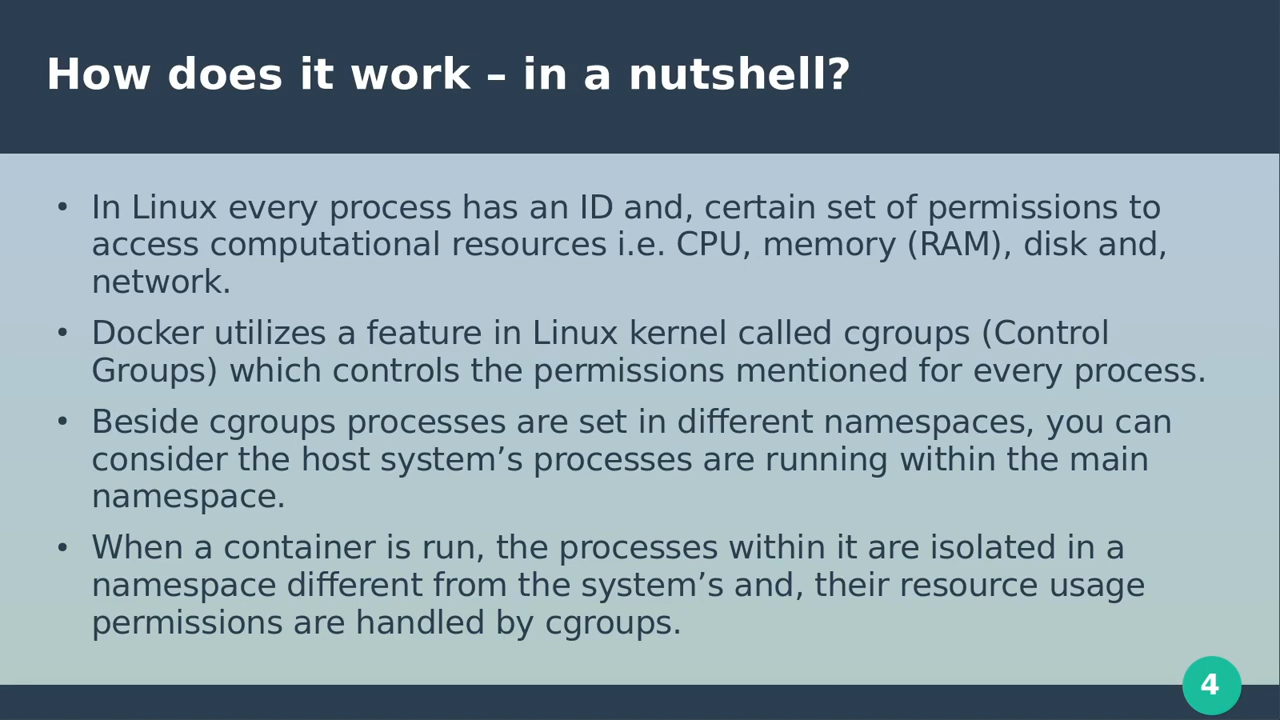 How does it work – in a nutshell?
• In Linux every process has an ID and, certain set of permissions to
access computational resources i.e. CPU, memory (RAM), disk and,
network.
• Docker utilizes a feature in Linux kernel called cgroups (Control
Groups) which controls the permissions mentioned for every process.
• Beside cgroups processes are set in different namespaces, you can
consider the host system’s processes are running within the main
namespace.
• When a container is run, the processes within it are isolated in a
namespace different from the system’s and, their resource usage
permissions are handled by cgroups.
4